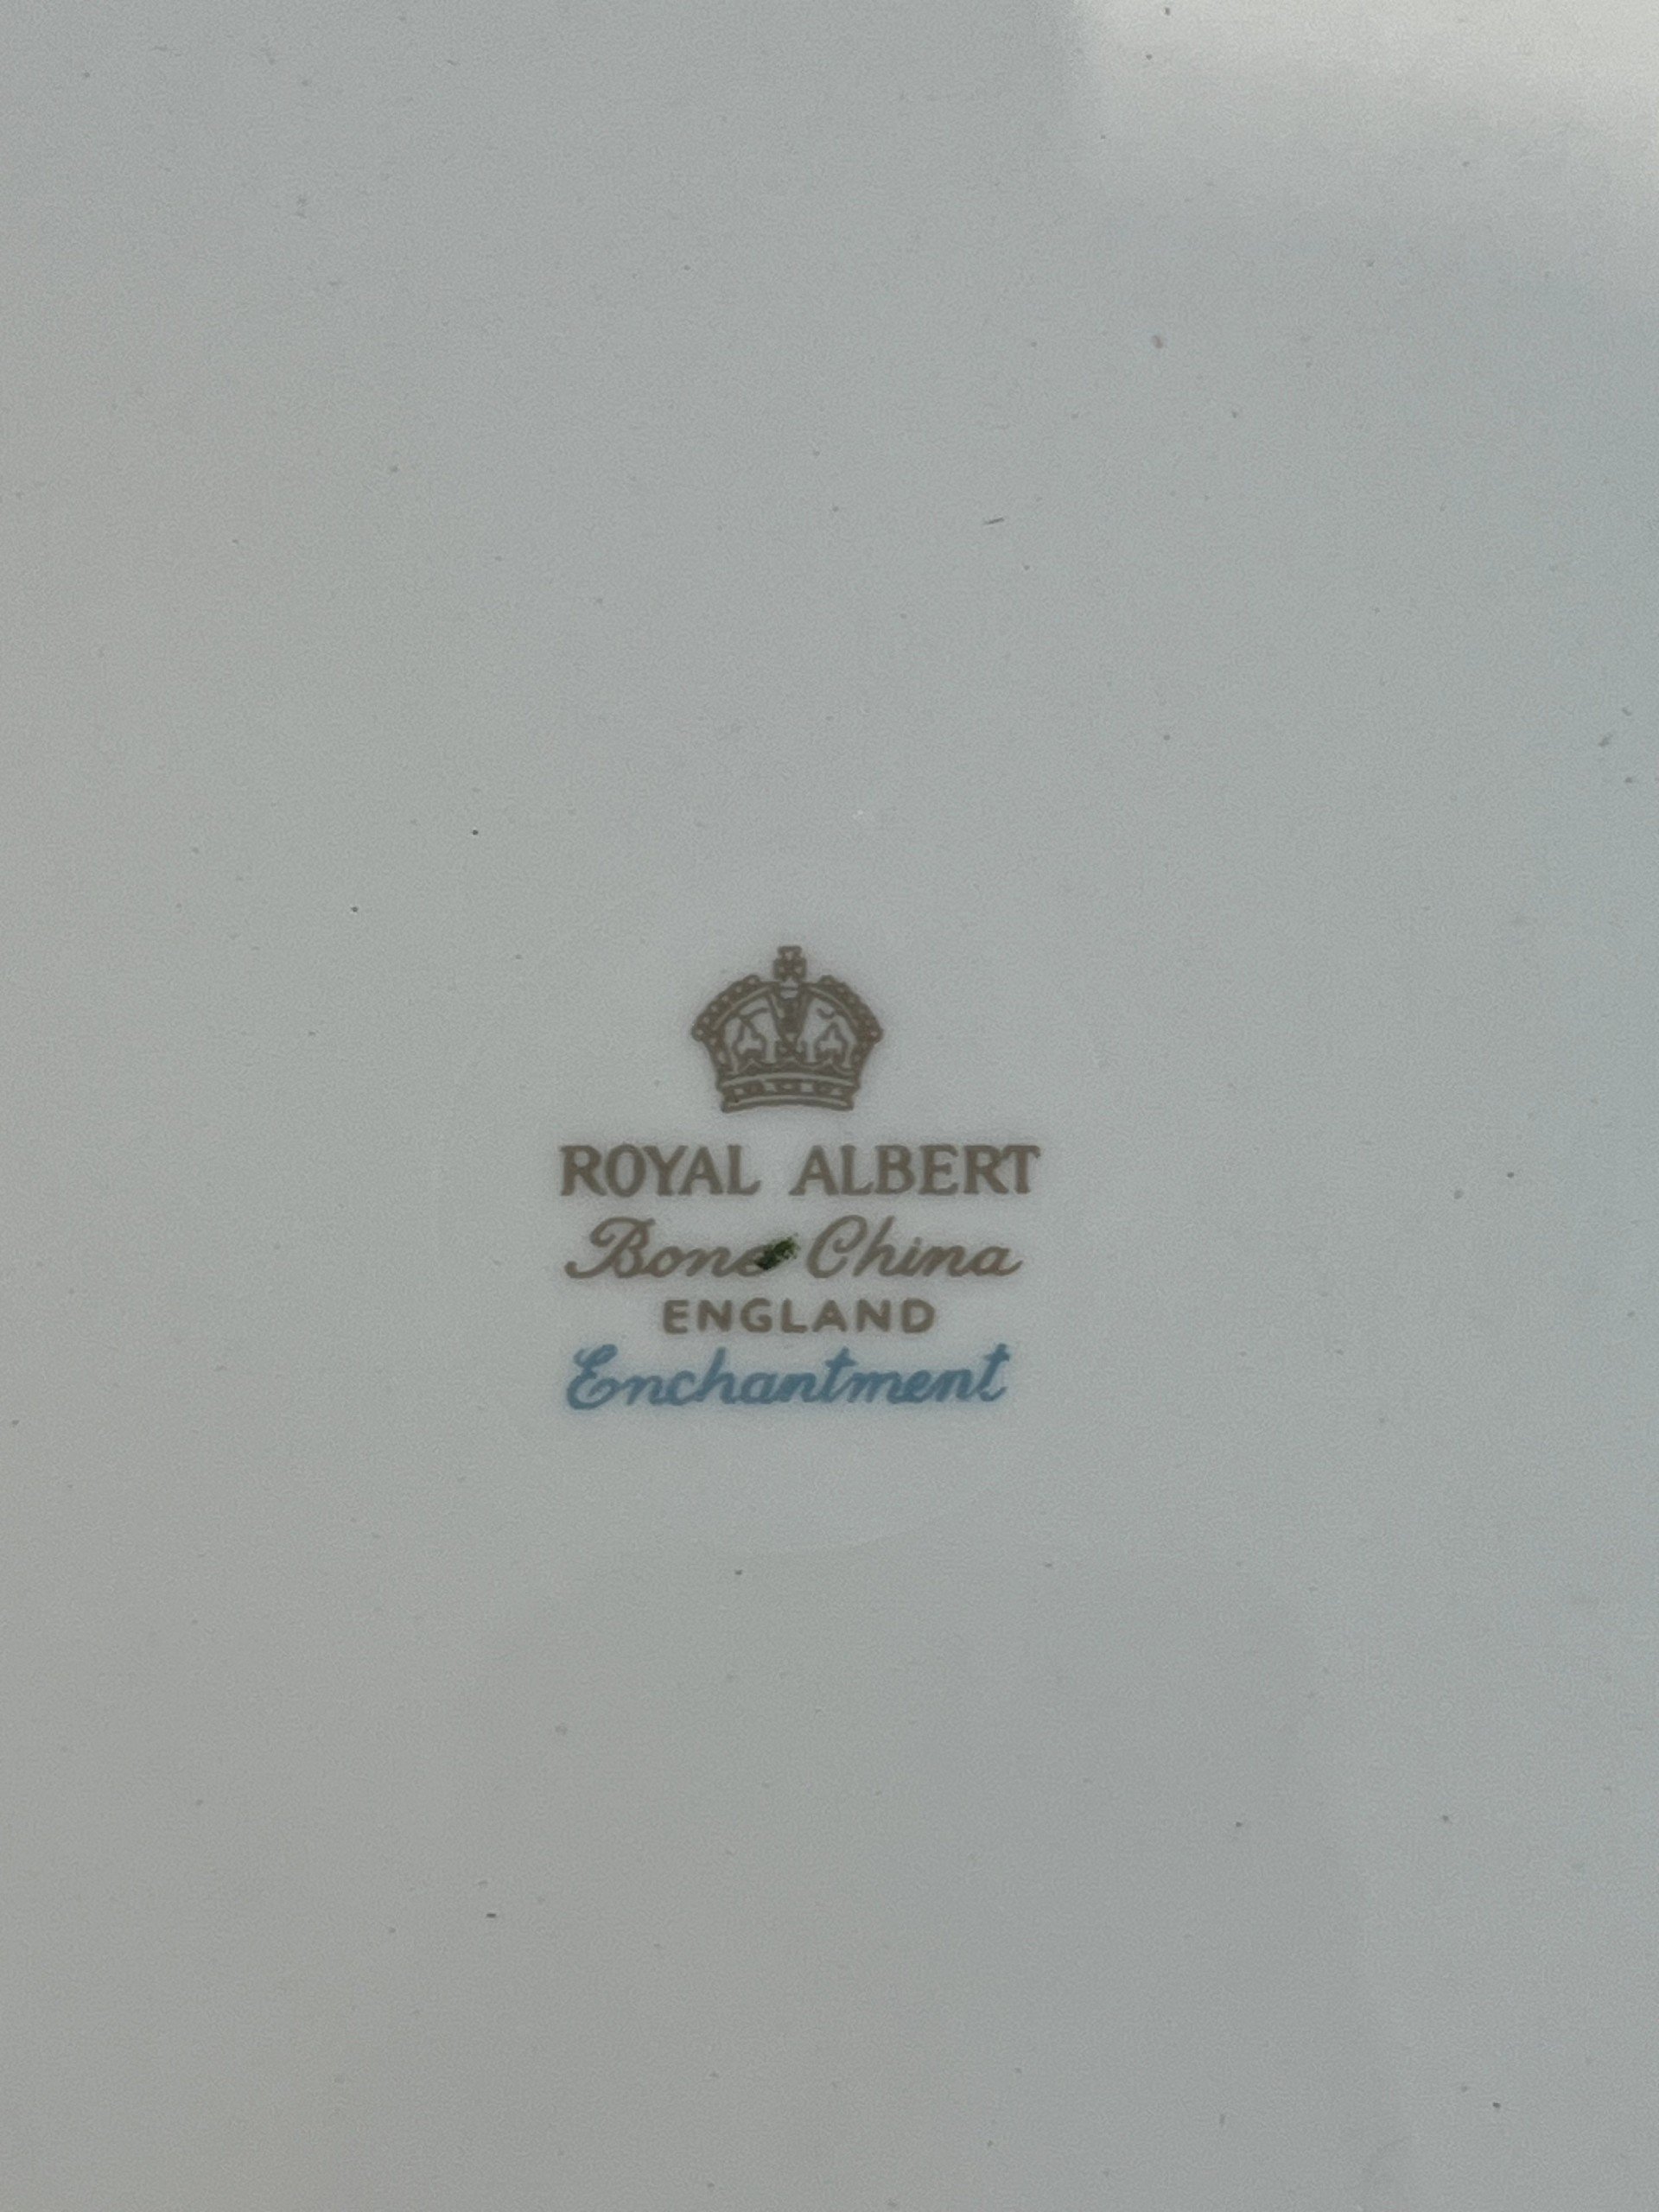 ROYAL ALBERT
Bone China
ENGLAND
Enchantment